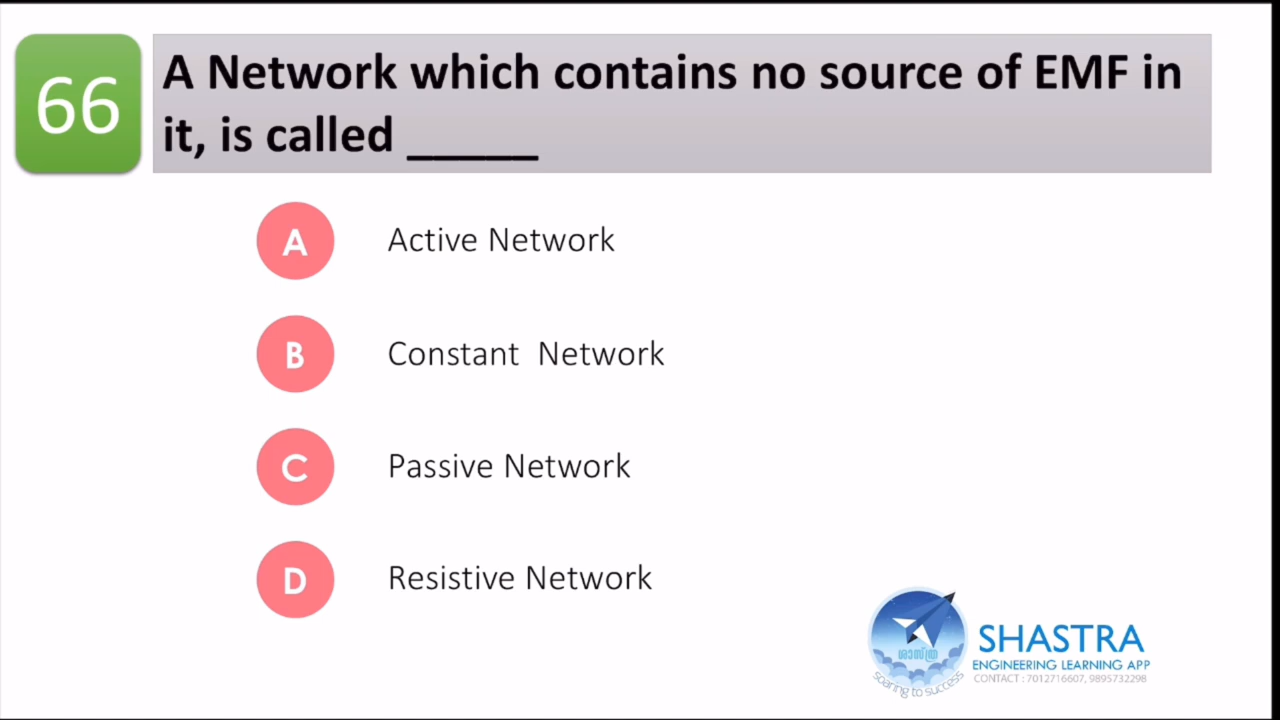 66
A Network which contains no source of EMF in
it, is called _____
A Active Network
B Constant Network
C Passive Network
D Resistive Network
ശാസ്ത്ര
soaring to success
SHASTRA
ENGINEERING LEARNING APP
CONTACT : 7012716607, 9895732298